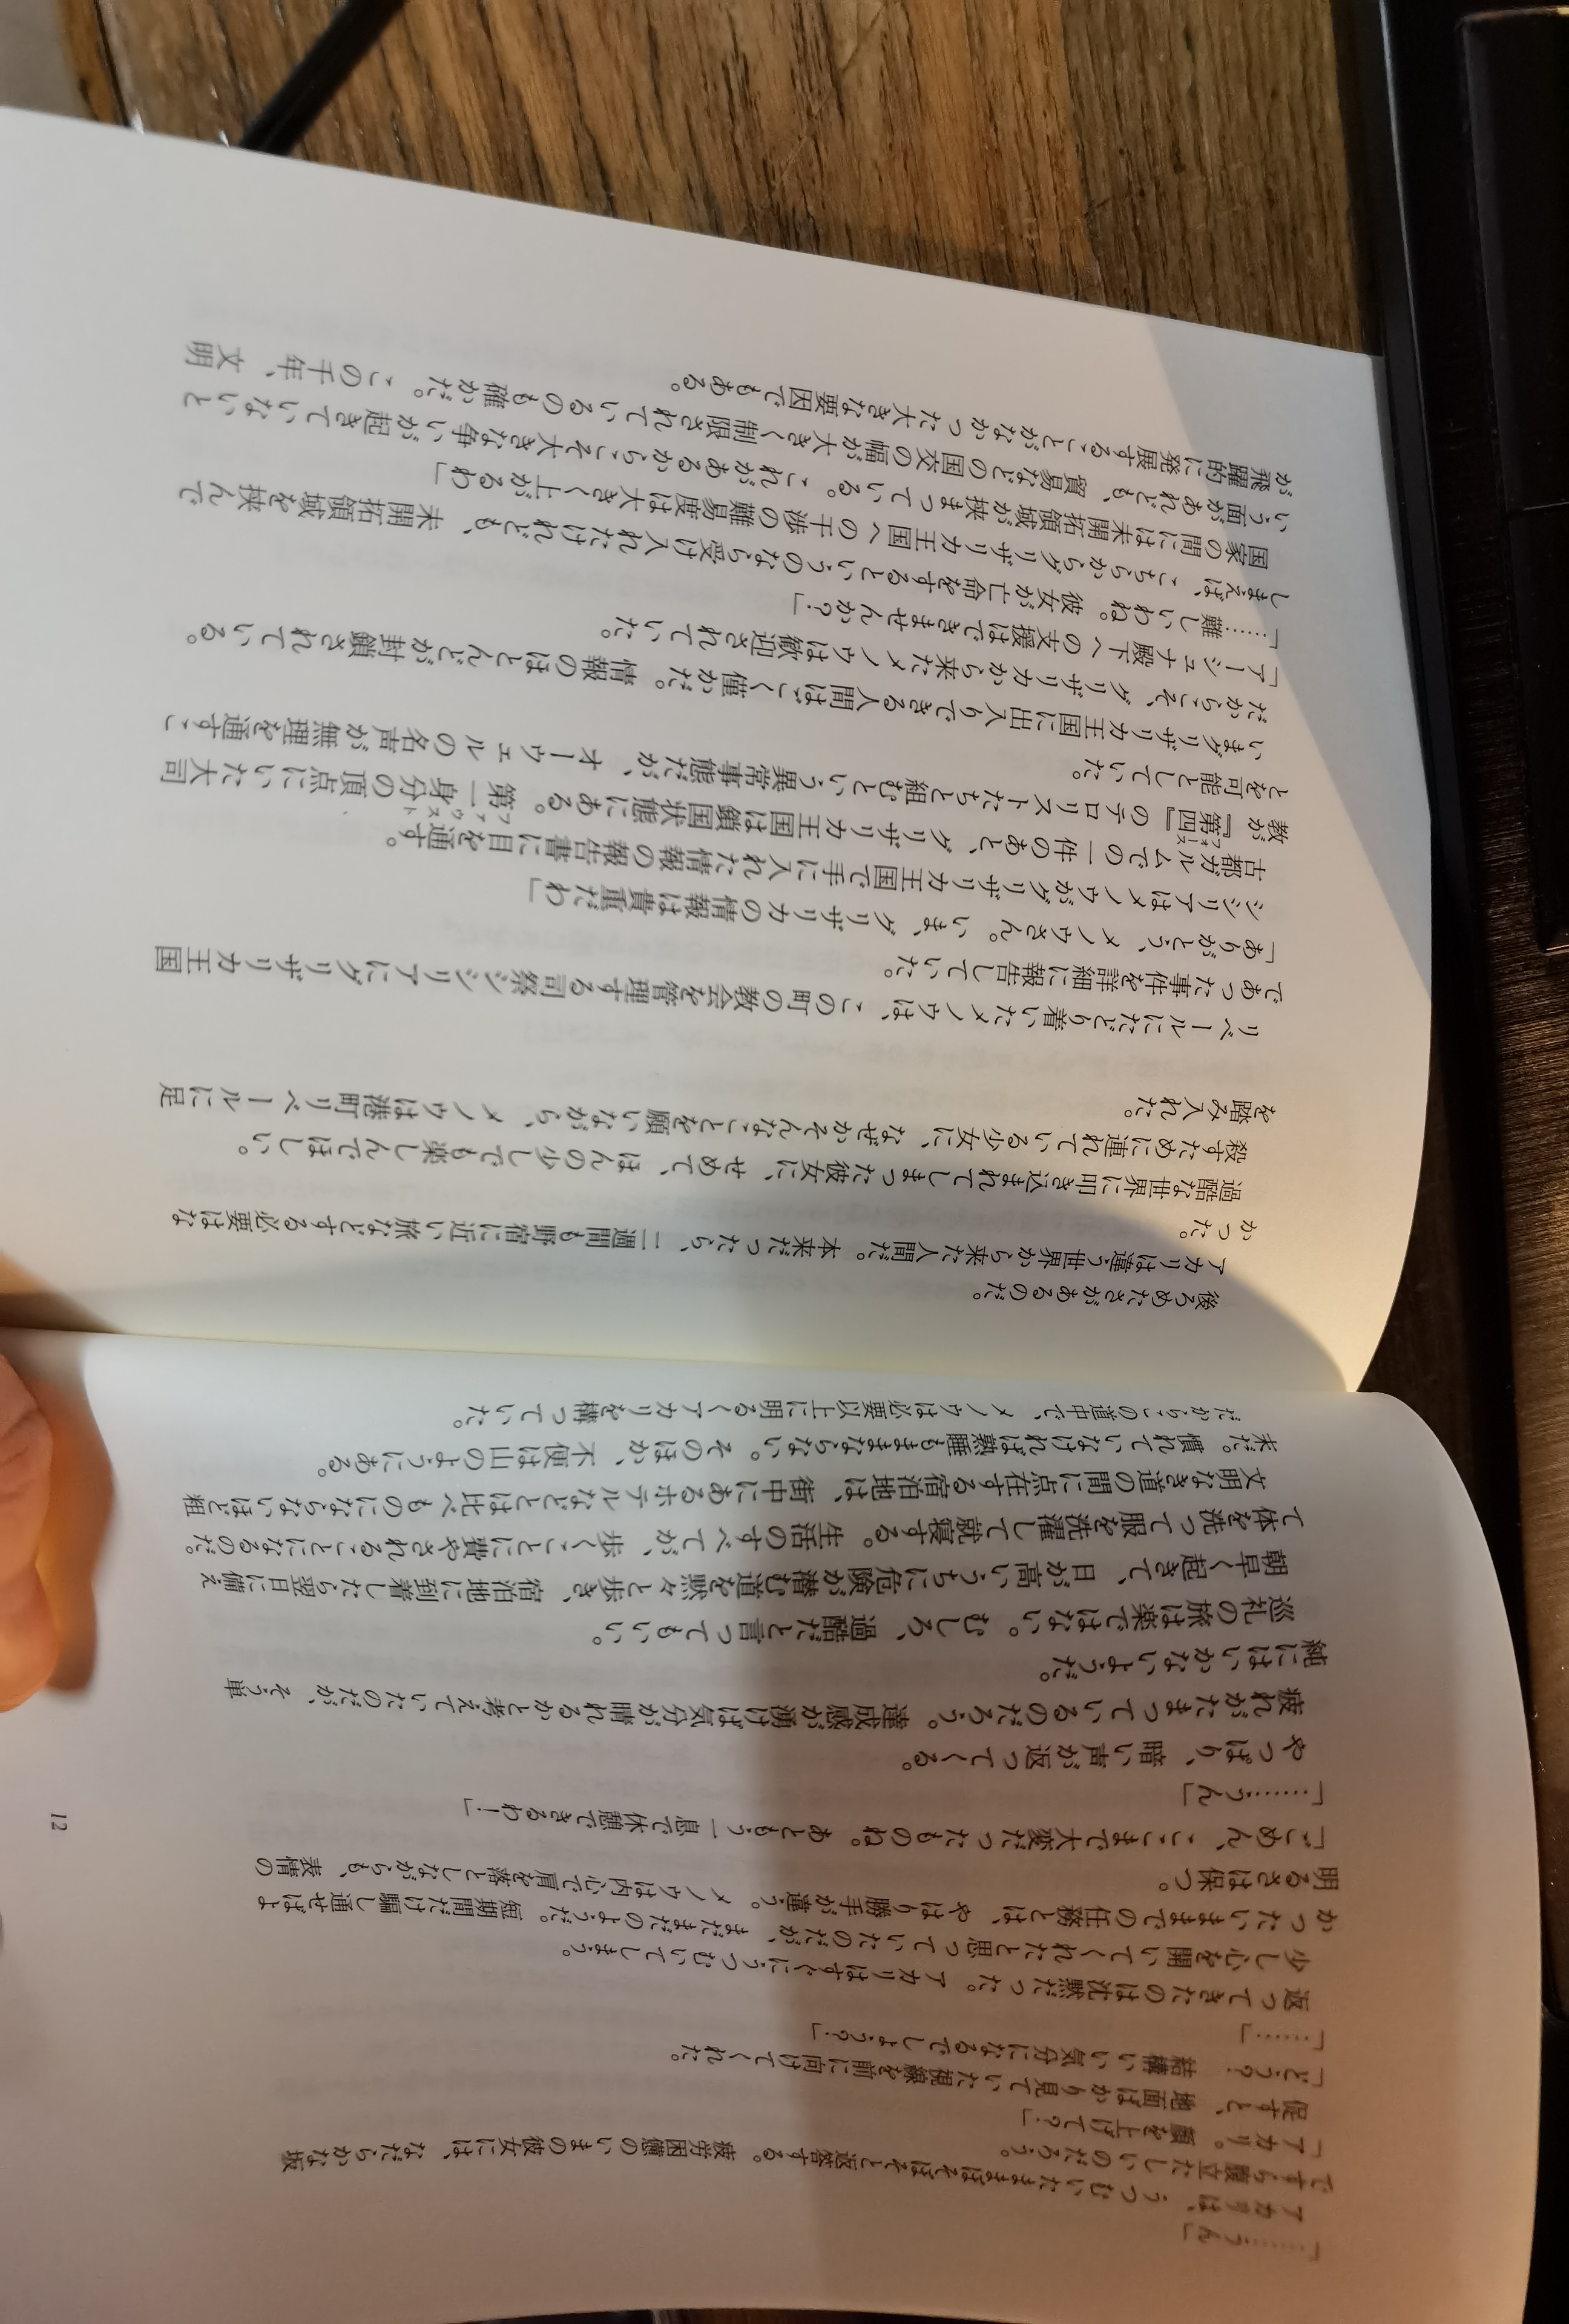 「……うん」
アカリは、うつむいたままぼそぼそと返答する。疲労困憊のいまの彼女には、なだらかな坂
ですら腹立たしいのだろう。
「アカリ。顔を上げて？」
促すと、地面ばかり見ていた視線を前に向けてくれた。
「どう？　結構いい気分になるでしょう？」
「……」
返ってきたのは沈黙だった。アカリはすぐにうつむいてしまう。
少し心を開いてくれたと思っていたのだが、まだまだのようだ。短期間だけ騙し通せばよ
かったいままでの任務とは、やはり勝手が違う。メノウは内心で肩を落としながらも、表情の
明るさは保つ。
「ごめん、ここまで大変だったものね。あともう一息で休憩できるわ！」
「……うん」
やっぱり、暗い声が返ってくる。
疲れがたまっているのだろう。達成感が湧けば気分が晴れるかと考えていたのだが、そう単
純にはいかないようだ。
巡礼の旅は楽ではない。むしろ、過酷だと言ってもいい。
朝早く起きて、日が高いうちに危険が潜む道を黙々と歩き、宿泊地に到着したら翌日に備え
て体を洗って服を洗濯して就寝する。生活のすべてが、歩くことに費やされることになるのだ。
文明なき道の間に点在する宿泊地は、街中にあるホテルなどとは比べものにならないほど粗
末だ。慣れていなければ熟睡もままならない。そのほか、不便は山のようにある。
だからこの道中で、メノウは必要以上に明るくアカリを構っていた。
12
後ろめたさがあるのだ。
アカリは違う世界から来た人間だ。本来だったら、二週間も野宿に近い旅などする必要はな
かった。
過酷な世界に叩き込まれてしまった彼女に、せめて、ほんの少しでも楽しんでほしい。
殺すために連れている少女に、なぜかそんなことを願いながら、メノウは港町リベールに足
を踏み入れた。
リベールにたどり着いたメノウは、この町の教会を管理する司祭シシリアにグリザリカ王国
であった事件を詳細に報告していた。
「ありがとう、メノウさん。いま、グリザリカの情報は貴重だわ」
シシリアはメノウがグリザリカ王国で手に入れた情報の報告書に目を通す。
古都ガルムでの一件のあと、グリザリカ王国は鎖国状態にある。第一身分ファウストの頂点にいた大司
教が『第四フォース』のテロリストたちと組むという異常事態だが、オーウェルの名声が無理を通すこ
とを可能としていた。
いまグリザリカ王国に出入りできる人間はごく僅かだ。情報のほとんどが封鎖されている。
だからこそ、グリザリカから来たメノウは歓迎されていた。
「アーシュナ殿下への支援はできませんか？」
「……難しいわね。彼女が亡命をするというのなら受け入れたけれども、未開拓領域を挟んで
しまえば、こちらからグリザリカ王国への干渉の難易度は大きく上がるわ」
国家の間には未開拓領域が挟まっている。これがあるからこそ大きな争いが起きていないと
いう面があれども、貿易などの国交の幅が大きく制限されているのも確かだ。この千年、文明
が飛躍的に発展することがなかった大きな要因でもある。